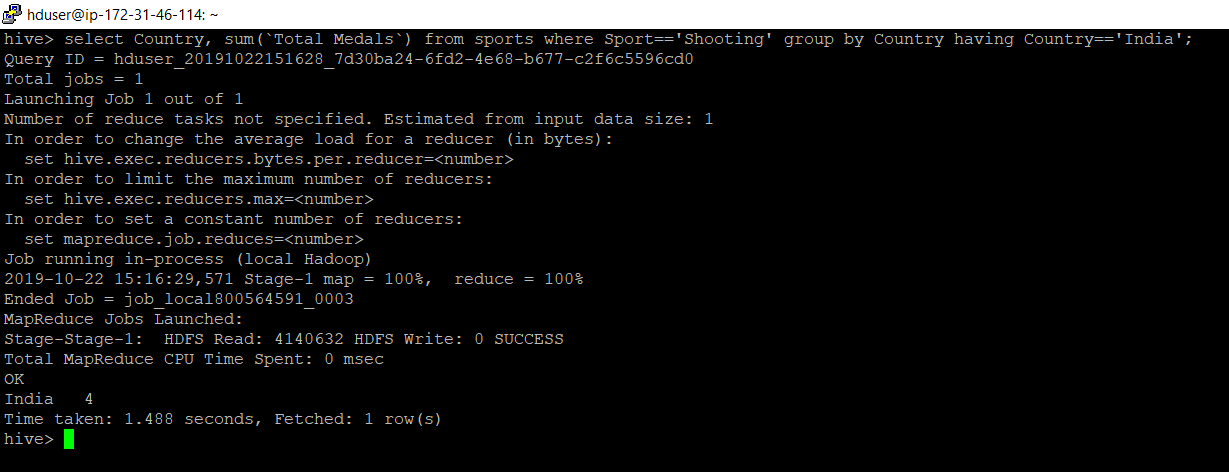 hduser@ip-172-31-46-114: ~
hive> select Country, sum(`Total Medals`) from sports where Sport=='Shooting' group by Country having Country=='India';
Query ID = hduser_20191022151628_7d30ba24-6fd2-4e68-b677-c2f6c5596cd0
Total jobs = 1
Launching Job 1 out of 1
Number of reduce tasks not specified. Estimated from input data size: 1
In order to change the average load for a reducer (in bytes):
  set hive.exec.reducers.bytes.per.reducer=<number>
In order to limit the maximum number of reducers:
  set hive.exec.reducers.max=<number>
In order to set a constant number of reducers:
  set mapreduce.job.reduces=<number>
Job running in-process (local Hadoop)
2019-10-22 15:16:29,571 Stage-1 map = 100%,  reduce = 100%
Ended Job = job_local800564591_0003
MapReduce Jobs Launched:
Stage-Stage-1:  HDFS Read: 4140632 HDFS Write: 0 SUCCESS
Total MapReduce CPU Time Spent: 0 msec
OK
India   4
Time taken: 1.488 seconds, Fetched: 1 row(s)
hive>